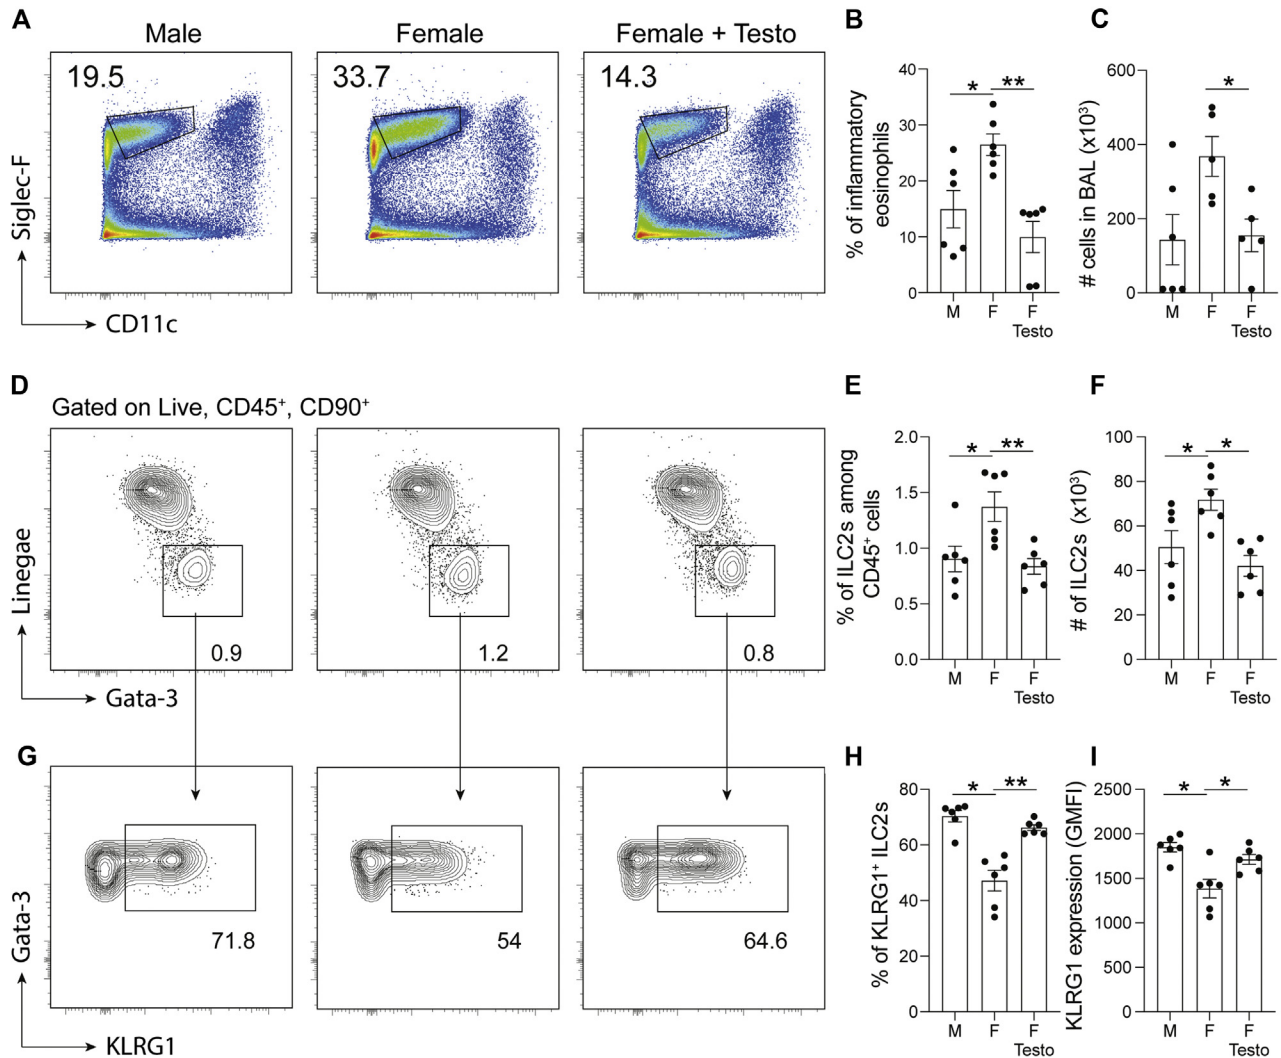 A
Male
Female
Female + Testo
19.5
33.7
14.3
Siglec-F
CD11c
B
% of inflammatory
eosinophils
40
30
20
10
0
* **
M F F
Testo
C
# cells in BAL (x10³)
600
400
200
0
*
M F F
Testo
D
Gated on Live, CD45⁺, CD90⁺
0.9
1.2
0.8
Linegae
Gata-3
E
% of ILC2s among
CD45⁺ cells
2.0
1.5
1.0
0.5
0.0
* **
M F F
Testo
F
# of ILC2s (x10³)
100
80
60
40
20
0
* *
M F F
Testo
G
71.8
54
64.6
Gata-3
KLRG1
H
% of KLRG1⁺ ILC2s
80
60
40
20
0
* **
M F F
Testo
I
KLRG1 expression (GMFI)
2500
2000
1500
1000
500
0
* *
M F F
Testo